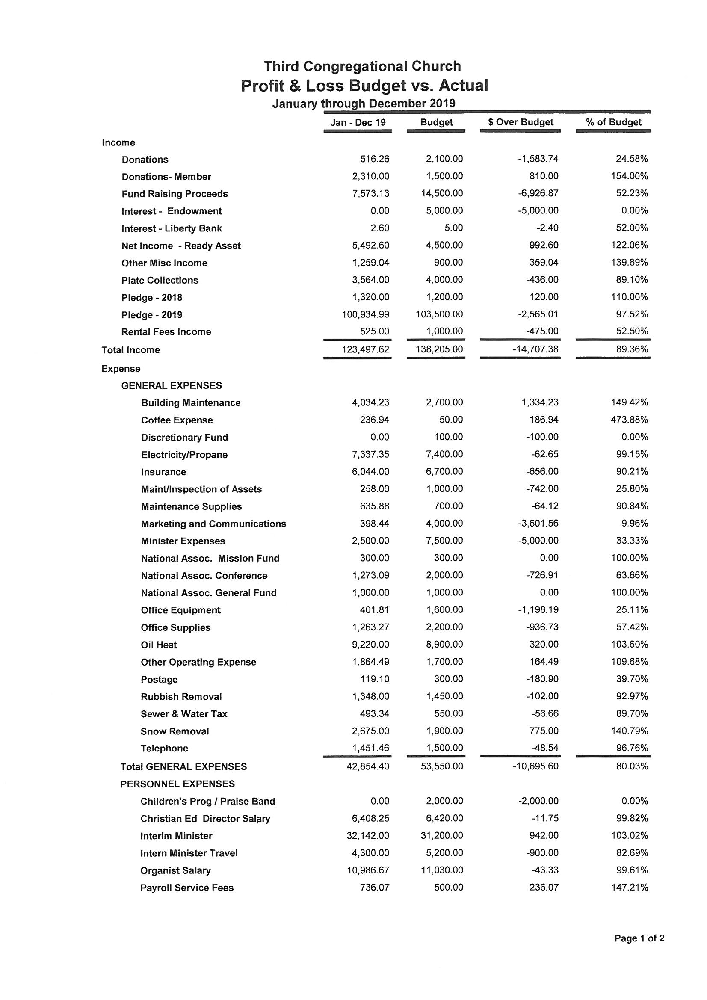 Third Congregational Church
Profit & Loss Budget vs. Actual
January through December 2019
Jan - Dec 19 Budget $ Over Budget % of Budget
Income
Donations 516.26 2,100.00 -1,583.74 24.58%
Donations- Member 2,310.00 1,500.00 810.00 154.00%
Fund Raising Proceeds 7,573.13 14,500.00 -6,926.87 52.23%
Interest - Endowment 0.00 5,000.00 -5,000.00 0.00%
Interest - Liberty Bank 2.60 5.00 -2.40 52.00%
Net Income - Ready Asset 5,492.60 4,500.00 992.60 122.06%
Other Misc Income 1,259.04 900.00 359.04 139.89%
Plate Collections 3,564.00 4,000.00 -436.00 89.10%
Pledge - 2018 1,320.00 1,200.00 120.00 110.00%
Pledge - 2019 100,934.99 103,500.00 -2,565.01 97.52%
Rental Fees Income 525.00 1,000.00 -475.00 52.50%
Total Income 123,497.62 138,205.00 -14,707.38 89.36%
Expense
GENERAL EXPENSES
Building Maintenance 4,034.23 2,700.00 1,334.23 149.42%
Coffee Expense 236.94 50.00 186.94 473.88%
Discretionary Fund 0.00 100.00 -100.00 0.00%
Electricity/Propane 7,337.35 7,400.00 -62.65 99.15%
Insurance 6,044.00 6,700.00 -656.00 90.21%
Maint/Inspection of Assets 258.00 1,000.00 -742.00 25.80%
Maintenance Supplies 635.88 700.00 -64.12 90.84%
Marketing and Communications 398.44 4,000.00 -3,601.56 9.96%
Minister Expenses 2,500.00 7,500.00 -5,000.00 33.33%
National Assoc. Mission Fund 300.00 300.00 0.00 100.00%
National Assoc. Conference 1,273.09 2,000.00 -726.91 63.66%
National Assoc. General Fund 1,000.00 1,000.00 0.00 100.00%
Office Equipment 401.81 1,600.00 -1,198.19 25.11%
Office Supplies 1,263.27 2,200.00 -936.73 57.42%
Oil Heat 9,220.00 8,900.00 320.00 103.60%
Other Operating Expense 1,864.49 1,700.00 164.49 109.68%
Postage 119.10 300.00 -180.90 39.70%
Rubbish Removal 1,348.00 1,450.00 -102.00 92.97%
Sewer & Water Tax 493.34 550.00 -56.66 89.70%
Snow Removal 2,675.00 1,900.00 775.00 140.79%
Telephone 1,451.46 1,500.00 -48.54 96.76%
Total GENERAL EXPENSES 42,854.40 53,550.00 -10,695.60 80.03%
PERSONNEL EXPENSES
Children's Prog / Praise Band 0.00 2,000.00 -2,000.00 0.00%
Christian Ed Director Salary 6,408.25 6,420.00 -11.75 99.82%
Interim Minister 32,142.00 31,200.00 942.00 103.02%
Intern Minister Travel 4,300.00 5,200.00 -900.00 82.69%
Organist Salary 10,986.67 11,030.00 -43.33 99.61%
Payroll Service Fees 736.07 500.00 236.07 147.21%
Page 1 of 2